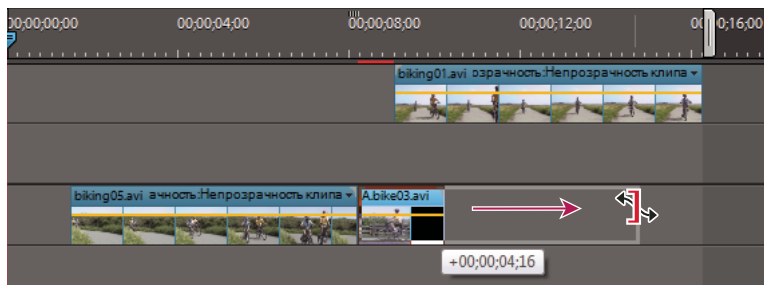 00;00;00;00 00;00;04;00 00;00;08;00 00;00;12;00 00;00;16;00
biking01.avi озрачность:Непрозрачность клипа
biking05.avi ачность:Непрозрачность клипа A.bike03.avi
+00;00;04;16